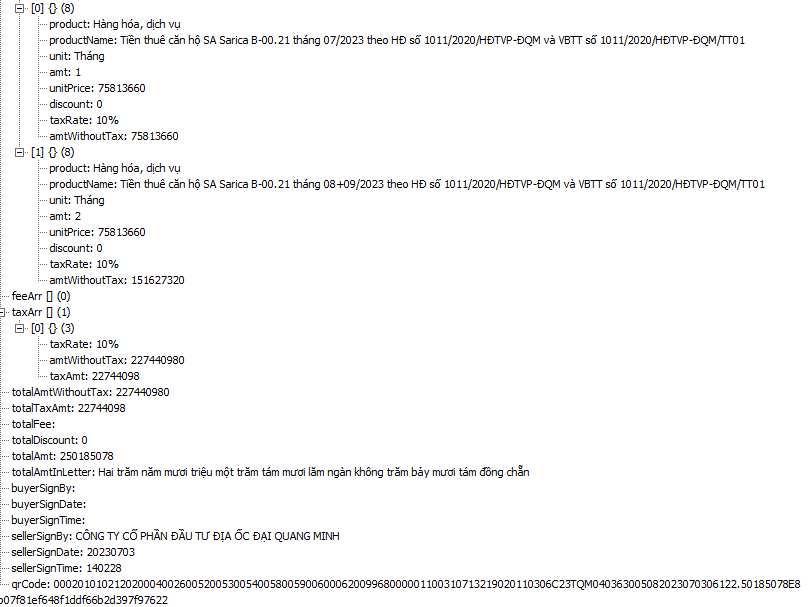 [0] {} (8)
product: Hàng hóa, dịch vụ
productName: Tiền thuê căn hộ SA Sarica B-00.21 tháng 07/2023 theo HĐ số 1011/2020/HĐTVP-ĐQM và VBTT số 1011/2020/HĐTVP-ĐQM/TT01
unit: Tháng
amt: 1
unitPrice: 75813660
discount: 0
taxRate: 10%
amtWithoutTax: 75813660
[1] {} (8)
product: Hàng hóa, dịch vụ
productName: Tiền thuê căn hộ SA Sarica B-00.21 tháng 08+09/2023 theo HĐ số 1011/2020/HĐTVP-ĐQM và VBTT số 1011/2020/HĐTVP-ĐQM/TT01
unit: Tháng
amt: 2
unitPrice: 75813660
discount: 0
taxRate: 10%
amtWithoutTax: 151627320
feeArr [] (0)
taxArr [] (1)
[0] {} (3)
taxRate: 10%
amtWithoutTax: 227440980
taxAmt: 22744098
totalAmtWithoutTax: 227440980
totalTaxAmt: 22744098
totalFee:
totalDiscount: 0
totalAmt: 250185078
totalAmtInLetter: Hai trăm năm mươi triệu một trăm tám mươi lăm ngàn không trăm bảy mươi tám đồng chẵn
buyerSignBy:
buyerSignDate:
buyerSignTime:
sellerSignBy: CÔNG TY CỔ PHẦN ĐẦU TƯ ĐỊA ỐC ĐẠI QUANG MINH
sellerSignDate: 20230703
sellerSignTime: 140228
qrCode: 00020101021202000400260052005300540058005900600062009968000001100310713219020110306C23TQM040363005082023070306122.50185078E8
b07f81ef648f1ddf66b2d397f97622